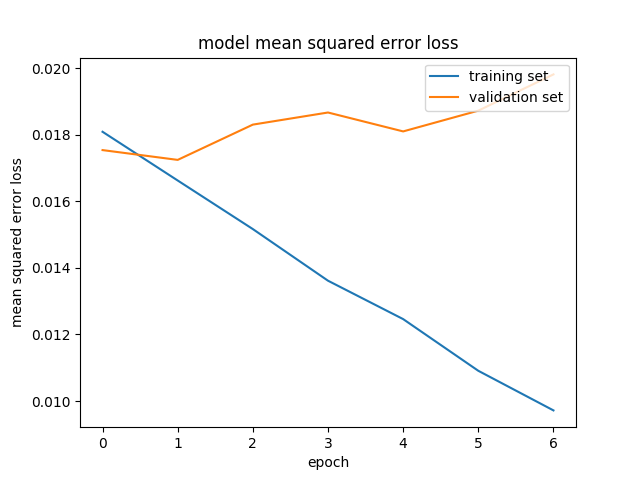 model mean squared error loss
training set
validation set
0.020
0.018
0.016
0.014
0.012
0.010
mean squared error loss
0 1 2 3 4 5 6
epoch